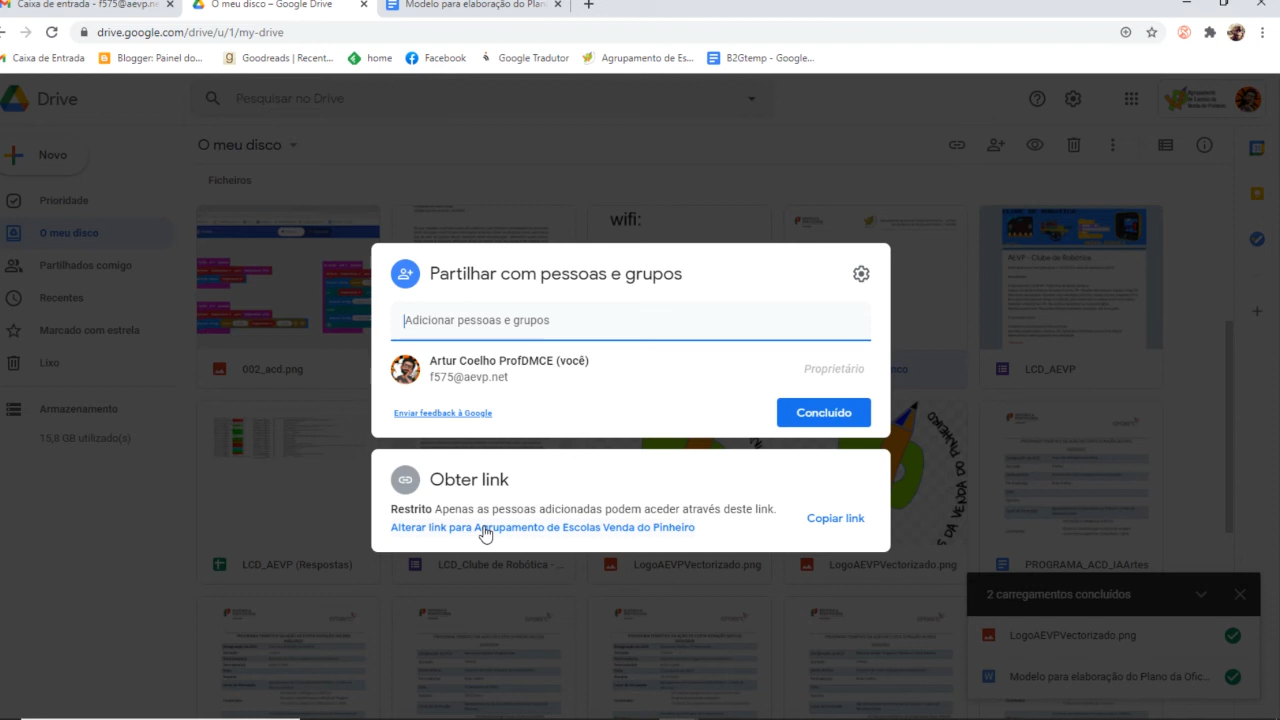 Caixa de entrada - f575@aevp.n
O meu disco – Google Drive
Modelo para elaboração do Plan
drive.google.com/drive/u/1/my-drive
Caixa de Entrada
Blogger: Painel do...
Goodreads | Recent...
home
Facebook
Google Tradutor
Agrupamento de Es...
B2Gtemp - Google...
Drive
Pesquisar no Drive
Novo
O meu disco
Ficheiros
Prioridade
O meu disco
Partilhados comigo
Recentes
Marcado com estrela
Lixo
Armazenamento
15,8 GB utilizado(s)
wifi:
AEVP - Clube de Robótica
002_acd.png
LCD_AEVP
Partilhar com pessoas e grupos
Adicionar pessoas e grupos
Artur Coelho ProfDMCE (você)
f575@aevp.net
Proprietário
Enviar feedback à Google
Concluído
Obter link
Restrito Apenas as pessoas adicionadas podem aceder através deste link.
Alterar link para Agrupamento de Escolas Venda do Pinheiro
Copiar link
LCD_AEVP (Respostas)
LCD_Clube de Robótica - ...
LogoAEVPVectorizado.png
LogoAEVPVectorizado.png
PROGRAMA_ACD_IAArtes
2 carregamentos concluídos
LogoAEVPVectorizado.png
Modelo para elaboração do Plano da Ofic...